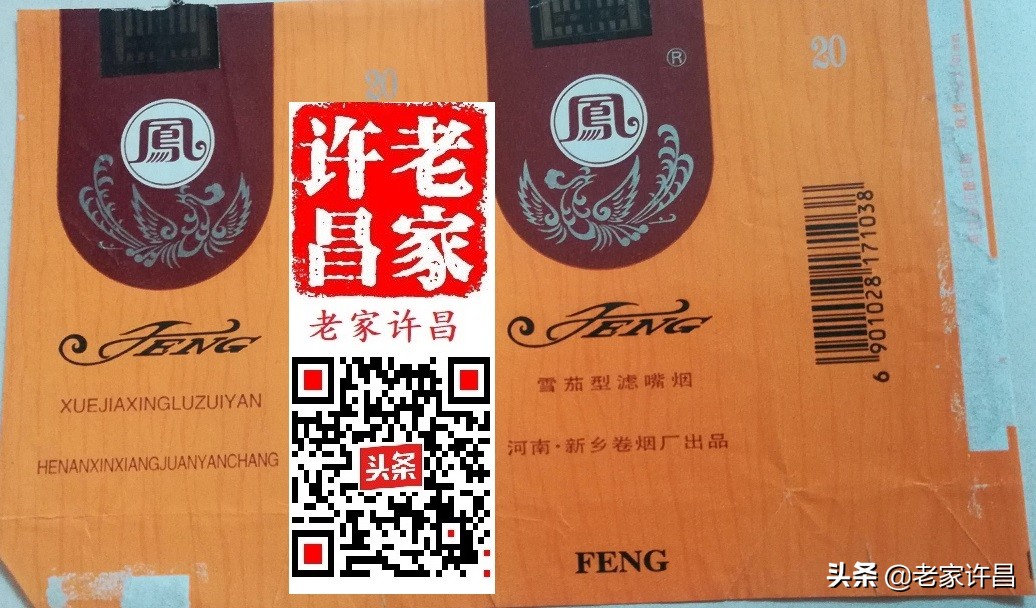 鳳
FENG
XUEJIAXINGLUZUIYAN
HENANXINXIANGJUANYANCHANG
20
老家
许昌
老家许昌
头条
®
鳳
FENG
雪茄型滤嘴烟
河南·新乡卷烟厂出品
FENG
20
6 901028 171038
头条 @老家许昌